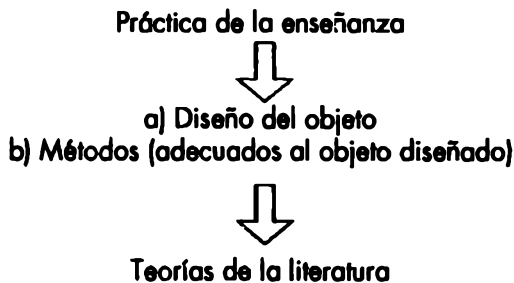 Práctica de la enseñanza
a) Diseño del objeto
b) Métodos (adecuados al objeto diseñado)
Teorías de la literatura